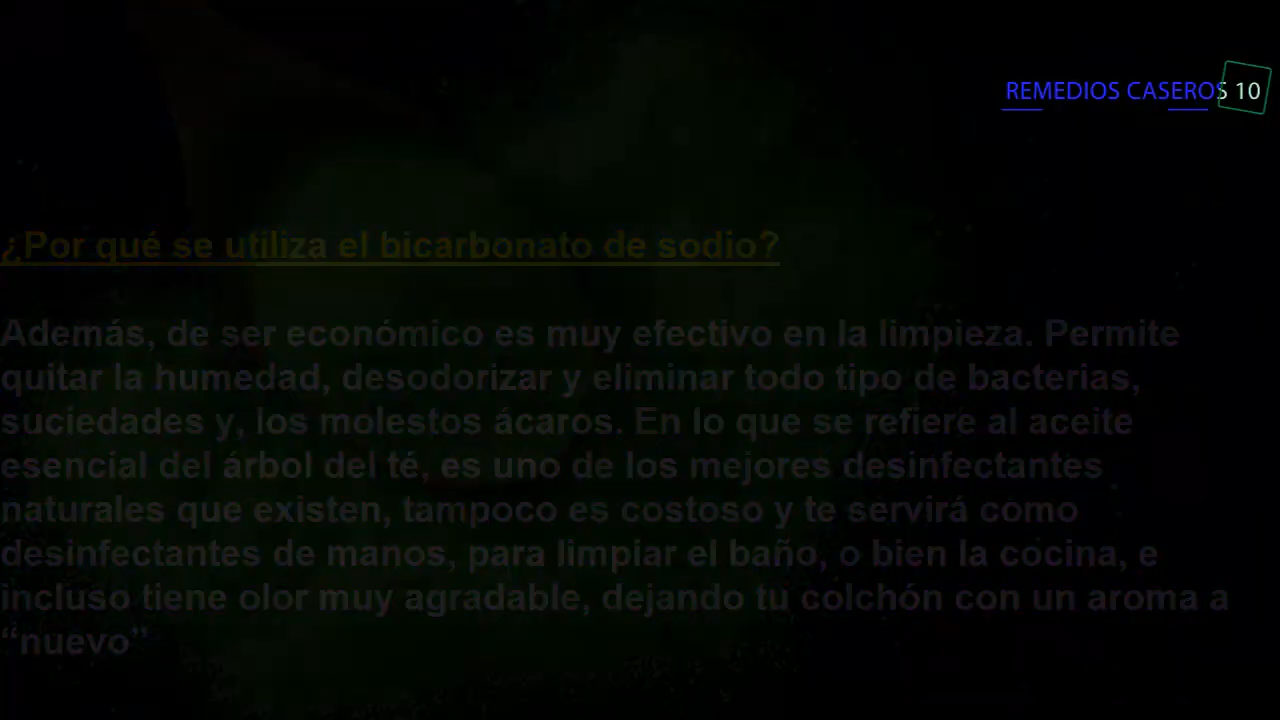 REMEDIOS CASEROS 10
¿Por qué se utiliza el bicarbonato de sodio?
Además, de ser económico es muy efectivo en la limpieza. Permite
quitar la humedad, desodorizar y eliminar todo tipo de bacterias,
suciedades y, los molestos ácaros. En lo que se refiere al aceite
esencial del árbol del té, es uno de los mejores desinfectantes
naturales que existen, tampoco es costoso y te servirá como
desinfectantes de manos, para limpiar el baño, o bien la cocina, e
incluso tiene olor muy agradable, dejando tu colchón con un aroma a
“nuevo”